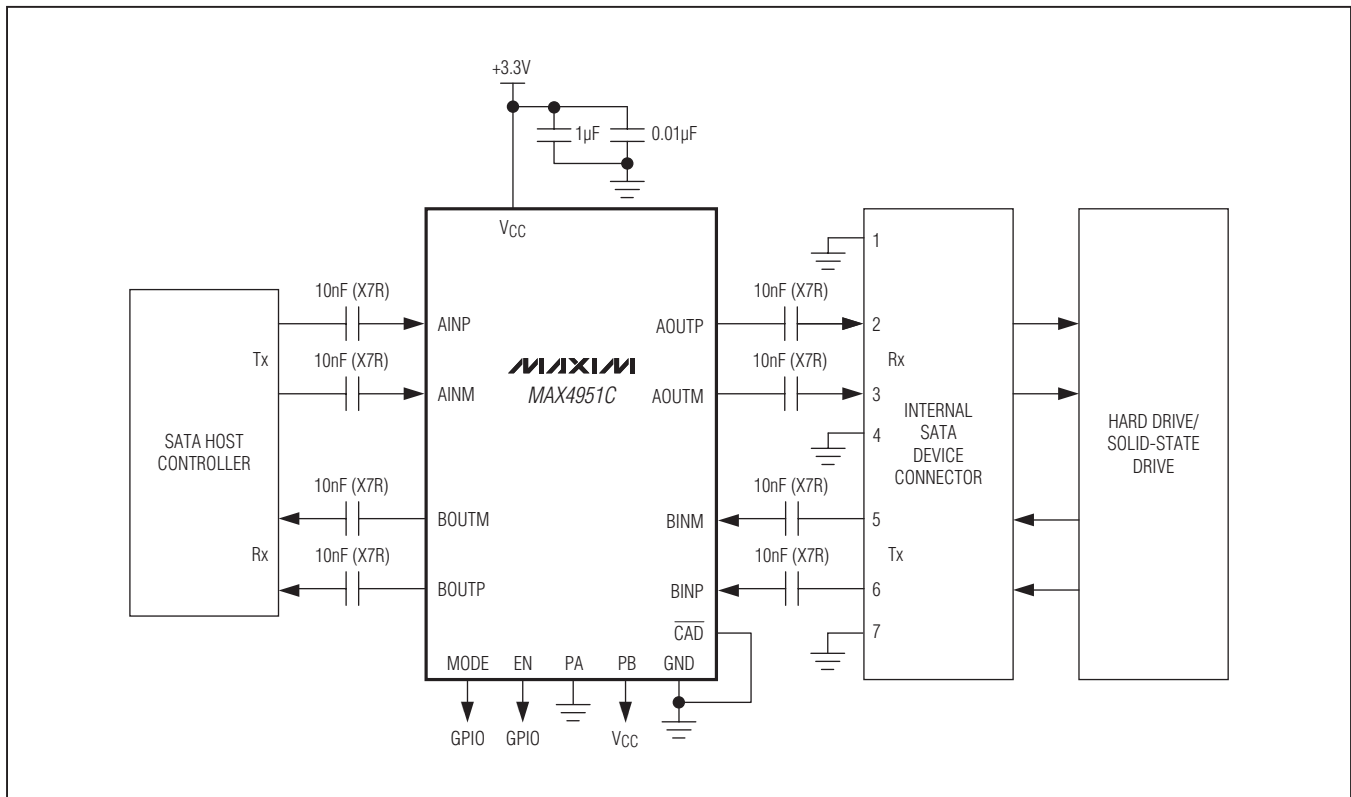 +3.3V
1µF
0.01µF
VCC
10nF (X7R)
10nF (X7R)
AINP
AOUTP
Tx
10nF (X7R)
10nF (X7R)
AINM
AOUTM
MAXIM
MAX4951C
SATA HOST
CONTROLLER
10nF (X7R)
10nF (X7R)
BOUTM
BINM
Rx
10nF (X7R)
10nF (X7R)
BOUTP
BINP
CAD
MODE
EN
PA
PB
GND
GPIO
GPIO
VCC
1
2
Rx
3
4
INTERNAL
SATA
DEVICE
CONNECTOR
5
Tx
6
7
HARD DRIVE/
SOLID-STATE
DRIVE